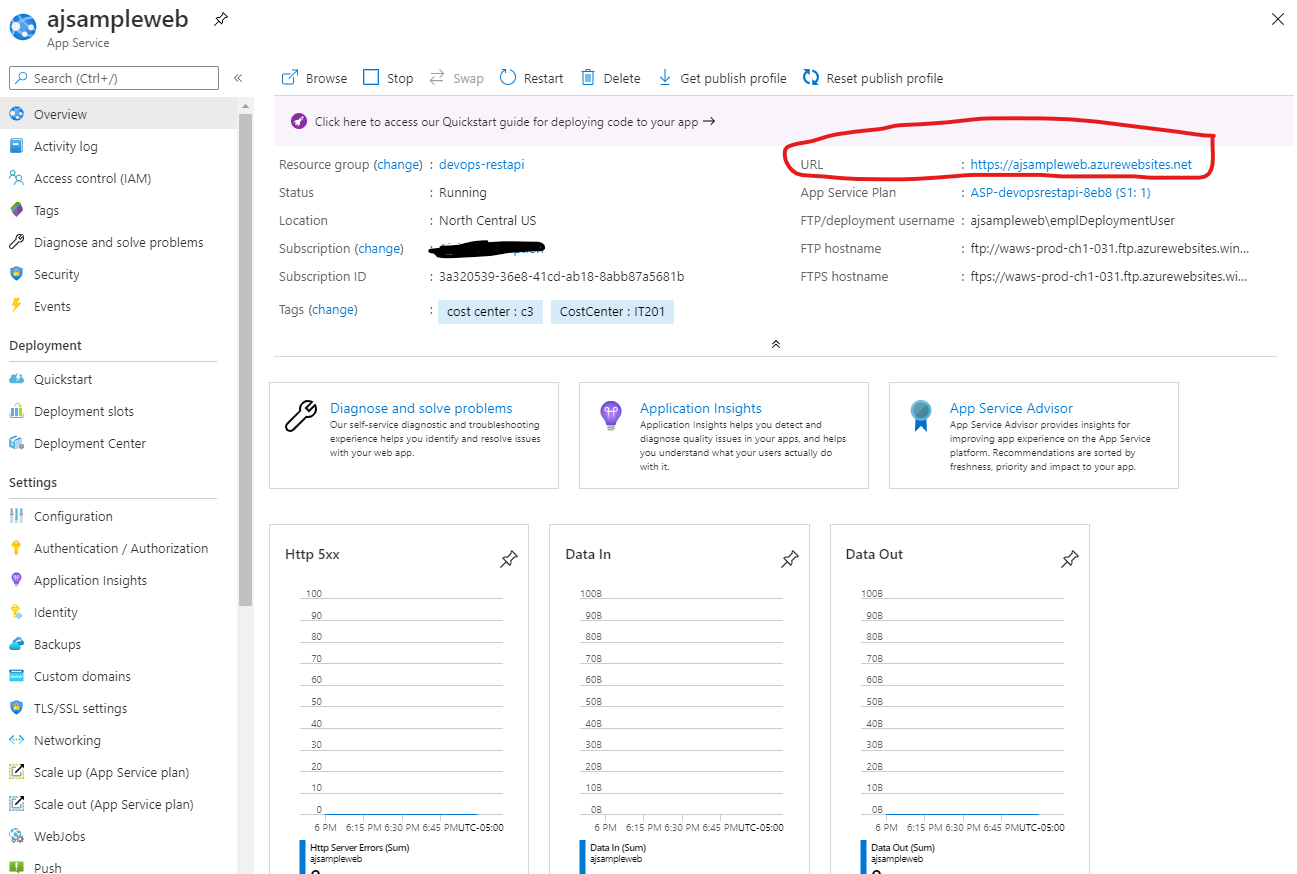 ajsampleweb
App Service
Search (Ctrl+/)
«
Overview
Activity log
Access control (IAM)
Tags
Diagnose and solve problems
Security
Events
Deployment
Quickstart
Deployment slots
Deployment Center
Settings
Configuration
Authentication / Authorization
Application Insights
Identity
Backups
Custom domains
TLS/SSL settings
Networking
Scale up (App Service plan)
Scale out (App Service plan)
WebJobs
Push
Browse Stop Swap Restart Delete Get publish profile Reset publish profile
Click here to access our Quickstart guide for deploying code to your app →
Resource group (change) : devops-restapi
Status : Running
Location : North Central US
Subscription (change) :
Subscription ID : 3a320539-36e8-41cd-ab18-8abb87a5681b
Tags (change) : cost center : c3 CostCenter : IT201
URL : https://ajsampleweb.azurewebsites.net
App Service Plan : ASP-devopsrestapi-8eb8 (S1: 1)
FTP/deployment username : ajsampleweb\emplDeploymentUser
FTP hostname : ftp://waws-prod-ch1-031.ftp.azurewebsites.win...
FTPS hostname : ftps://waws-prod-ch1-031.ftp.azurewebsites.wi...
Diagnose and solve problems
Our self-service diagnostic and troubleshooting
experience helps you identify and resolve issues
with your web app.
Application Insights
Application Insights helps you detect and
diagnose quality issues in your apps, and helps
you understand what your users actually do
with it.
App Service Advisor
App Service Advisor provides insights for
improving app experience on the App Service
platform. Recommendations are sorted by
freshness, priority and impact to your app.
Http 5xx
100
90
80
70
60
50
40
30
20
10
0
6 PM 6:15 PM 6:30 PM 6:45 PM UTC-05:00
Http Server Errors (Sum)
ajsampleweb
Data In
100B
90B
80B
70B
60B
50B
40B
30B
20B
10B
0B
6 PM 6:15 PM 6:30 PM 6:45 PM UTC-05:00
Data In (Sum)
ajsampleweb
Data Out
100B
90B
80B
70B
60B
50B
40B
30B
20B
10B
0B
6 PM 6:15 PM 6:30 PM 6:45 PM UTC-05:00
Data Out (Sum)
ajsampleweb